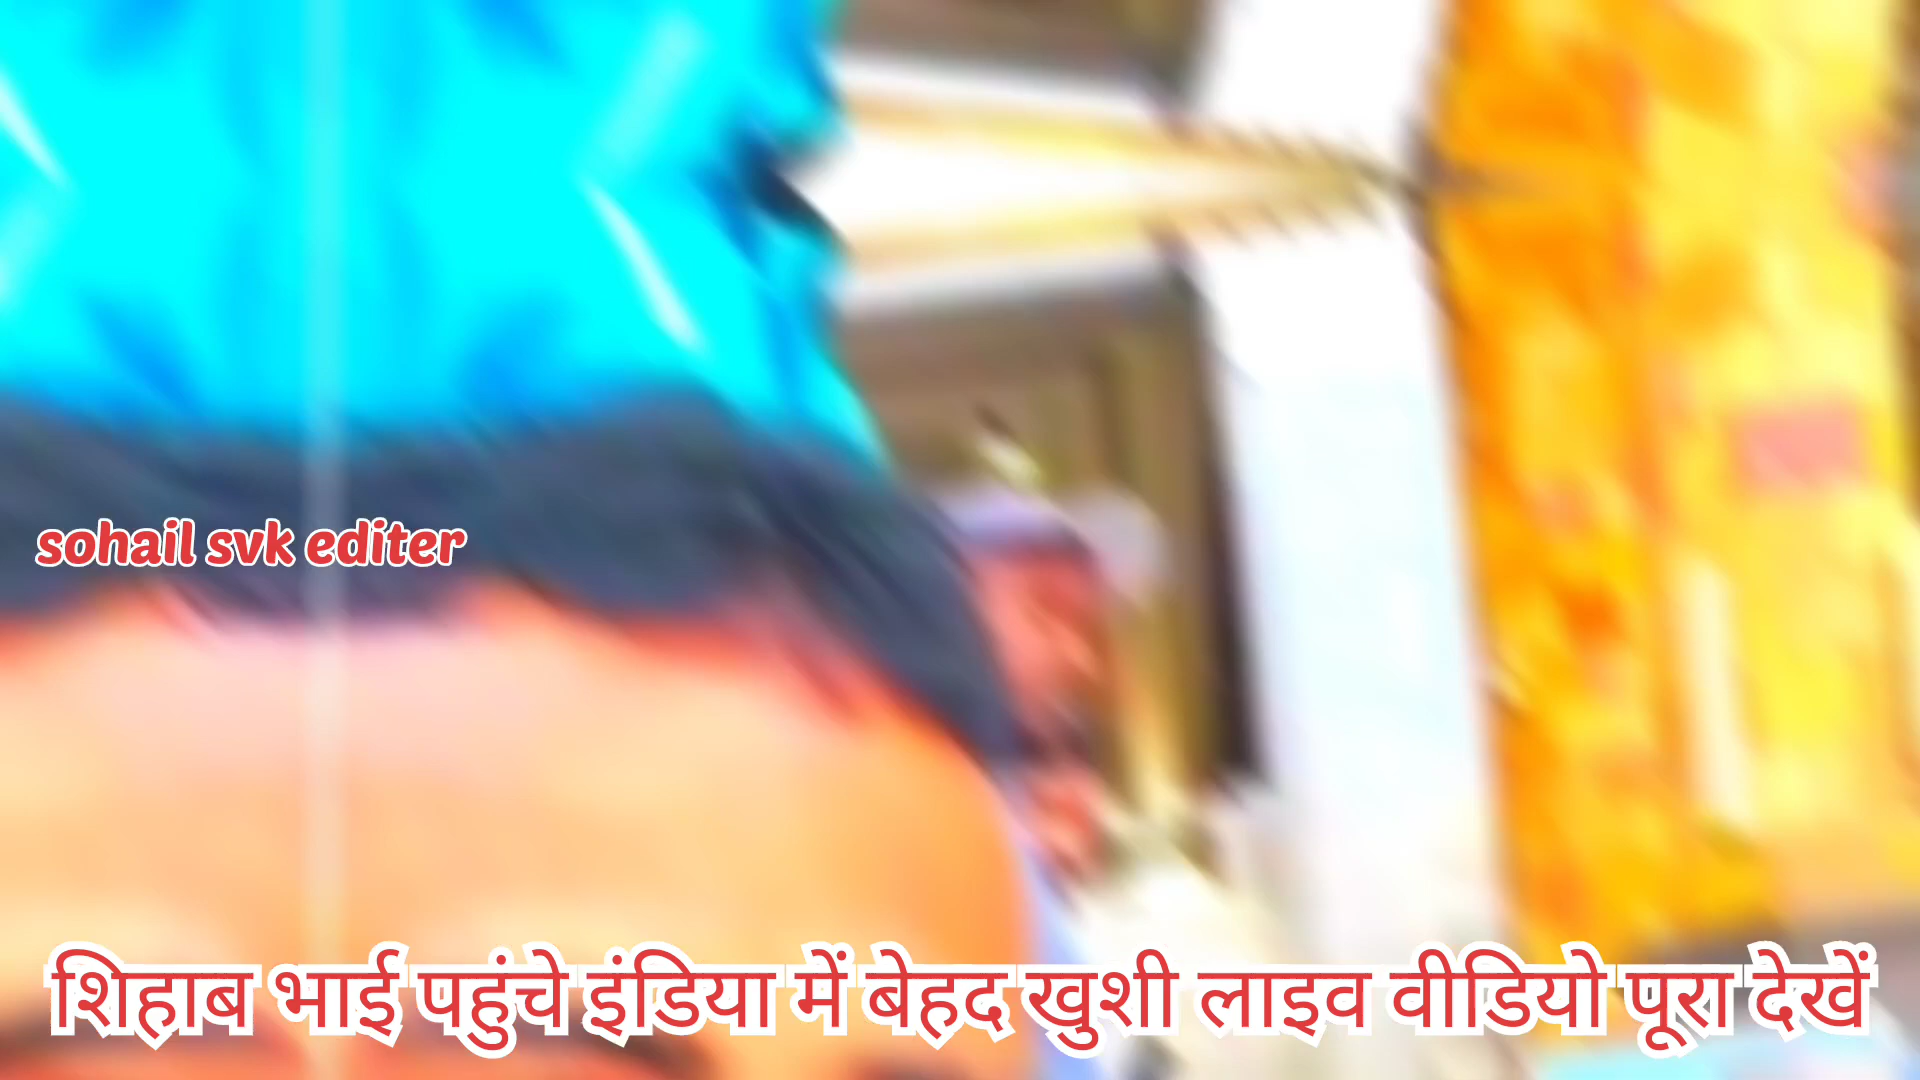 sohail svk editer
शिहाब भाई पहुंचे इंडिया में बेहद खुशी लाइव वीडियो पूरा देखें